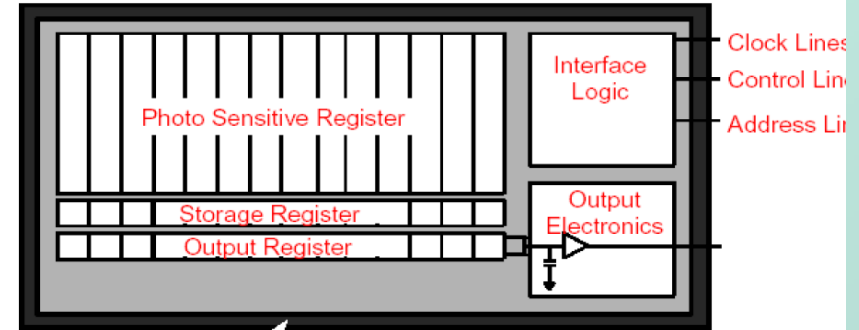 Photo Sensitive Register
Storage Register
Output Register
Interface
Logic
Output
Electronics
Clock Lines
Control Lin
Address Li